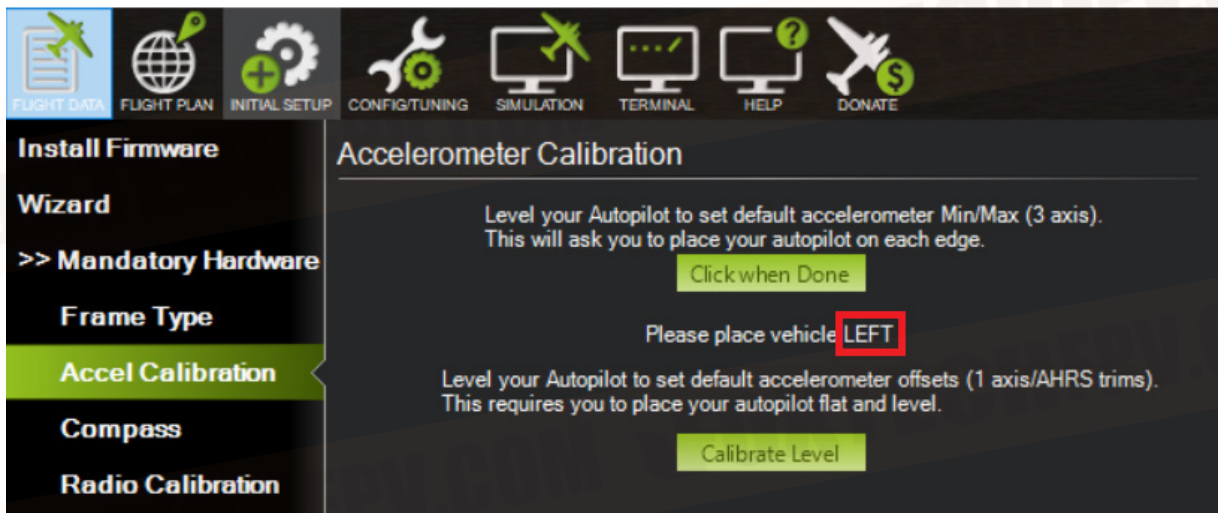 FLIGHT DATA FLIGHT PLAN INITIAL SETUP CONFIG/TUNING SIMULATION TERMINAL HELP DONATE
Install Firmware
Wizard
>> Mandatory Hardware
Frame Type
Accel Calibration
Compass
Radio Calibration
Accelerometer Calibration
Level your Autopilot to set default accelerometer Min/Max (3 axis).
This will ask you to place your autopilot on each edge.
Click when Done
Please place vehicle LEFT
Level your Autopilot to set default accelerometer offsets (1 axis/AHRS trims).
This requires you to place your autopilot flat and level.
Calibrate Level